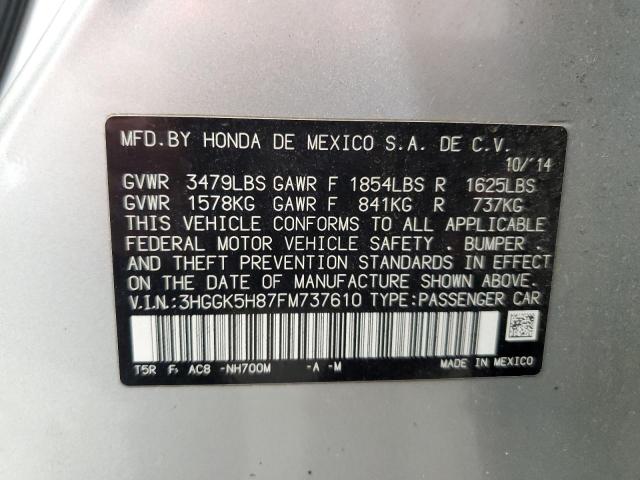 MFD.BY HONDA DE MEXICO S.A. DE C.V.
10/'14
GVWR 3479LBS GAWR F 1854LBS R 1625LBS
GVWR 1578KG GAWR F 841KG R 737KG
THIS VEHICLE CONFORMS TO ALL APPLICABLE
FEDERAL MOTOR VEHICLE SAFETY . BUMPER .
AND THEFT PREVENTION STANDARDS IN EFFECT
ON THE DATE OF MANUFACTURE SHOWN ABOVE.
V.I.N.:3HGGK5H87FM737610 TYPE:PASSENGER CAR
T5R F, AC8 -NH700M -A -M
MADE IN MEXICO